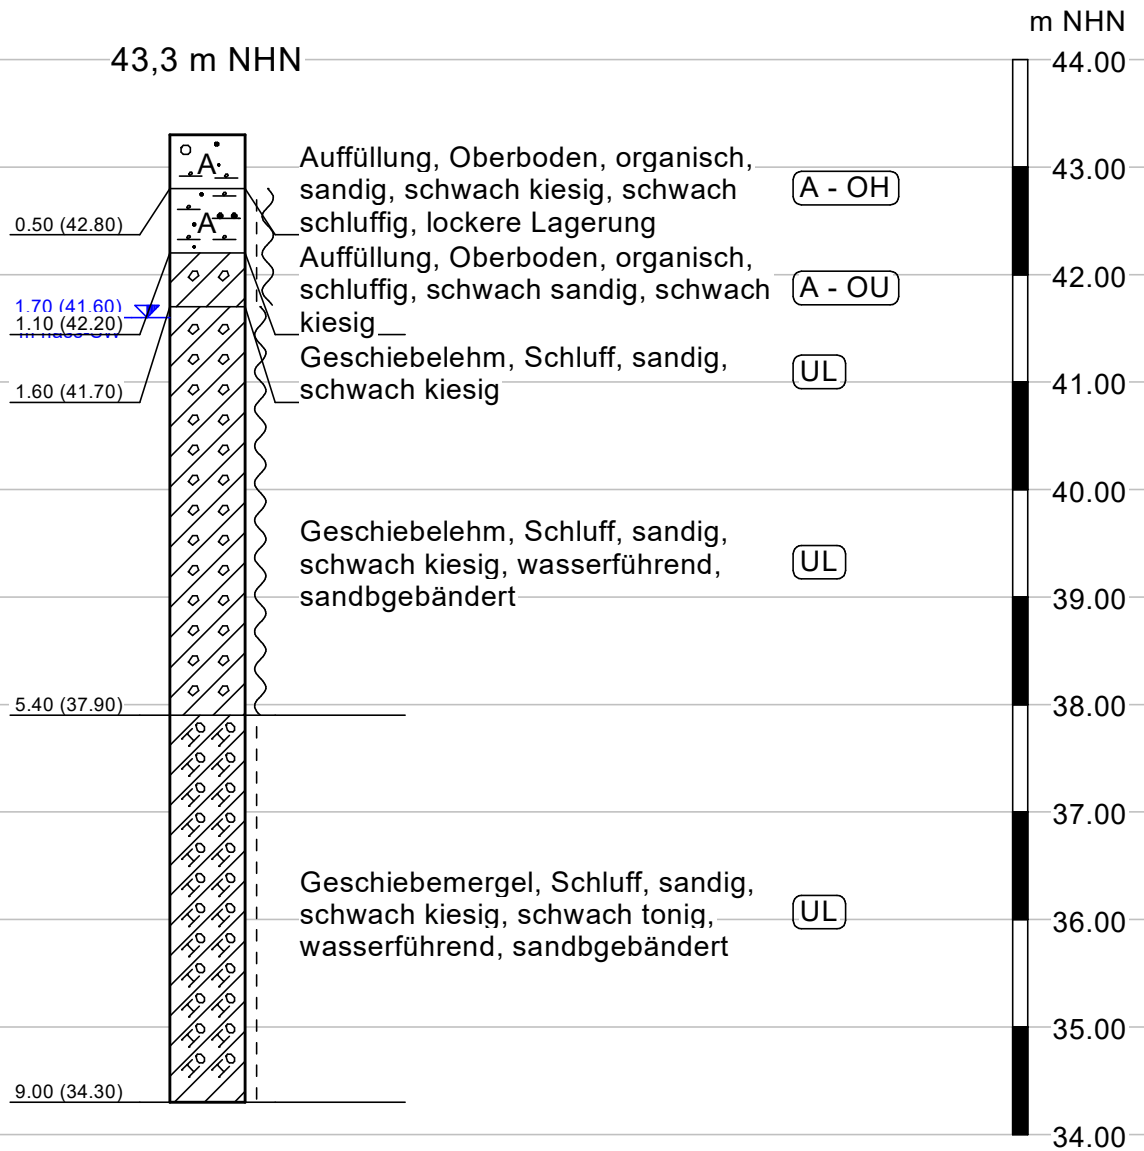 m NHN
43,3 m NHN
44.00
A
Auffüllung, Oberboden, organisch,
sandig, schwach kiesig, schwach
schluffig, lockere Lagerung
A - OH
43.00
0.50 (42.80)
A
Auffüllung, Oberboden, organisch,
schluffig, schwach sandig, schwach
kiesig
A - OU
42.00
1.70 (41.60)
1.10 (42.20)
Geschiebelehm, Schluff, sandig,
schwach kiesig
UL
1.60 (41.70)
41.00
40.00
Geschiebelehm, Schluff, sandig,
schwach kiesig, wasserführend,
sandbgebändert
UL
39.00
5.40 (37.90)
38.00
37.00
Geschiebemergel, Schluff, sandig,
schwach kiesig, schwach tonig,
wasserführend, sandbgebändert
UL
36.00
35.00
9.00 (34.30)
34.00